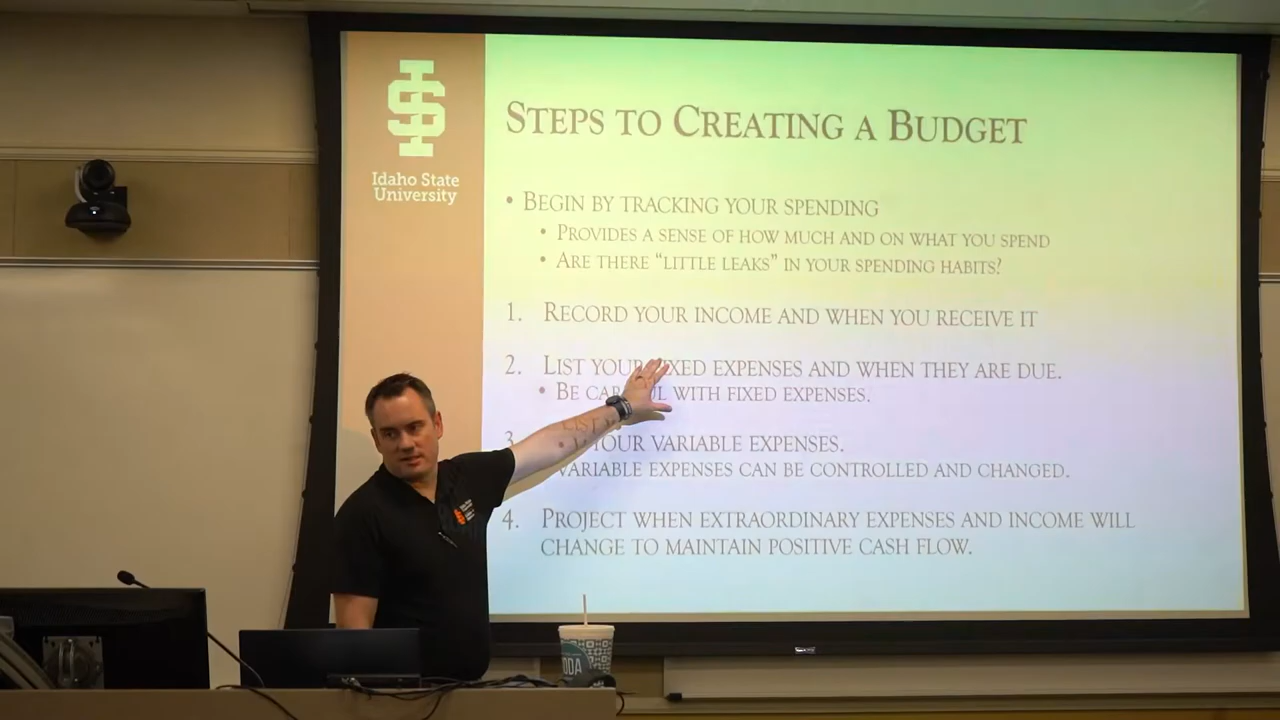 Idaho State
University
STEPS TO CREATING A BUDGET
• BEGIN BY TRACKING YOUR SPENDING
• PROVIDES A SENSE OF HOW MUCH AND ON WHAT YOU SPEND
• ARE THERE “LITTLE LEAKS” IN YOUR SPENDING HABITS?
1. RECORD YOUR INCOME AND WHEN YOU RECEIVE IT
2. LIST YOUR FIXED EXPENSES AND WHEN THEY ARE DUE.
• BE CAREFUL WITH FIXED EXPENSES.
3. LIST YOUR VARIABLE EXPENSES.
• VARIABLE EXPENSES CAN BE CONTROLLED AND CHANGED.
4. PROJECT WHEN EXTRAORDINARY EXPENSES AND INCOME WILL
CHANGE TO MAINTAIN POSITIVE CASH FLOW.